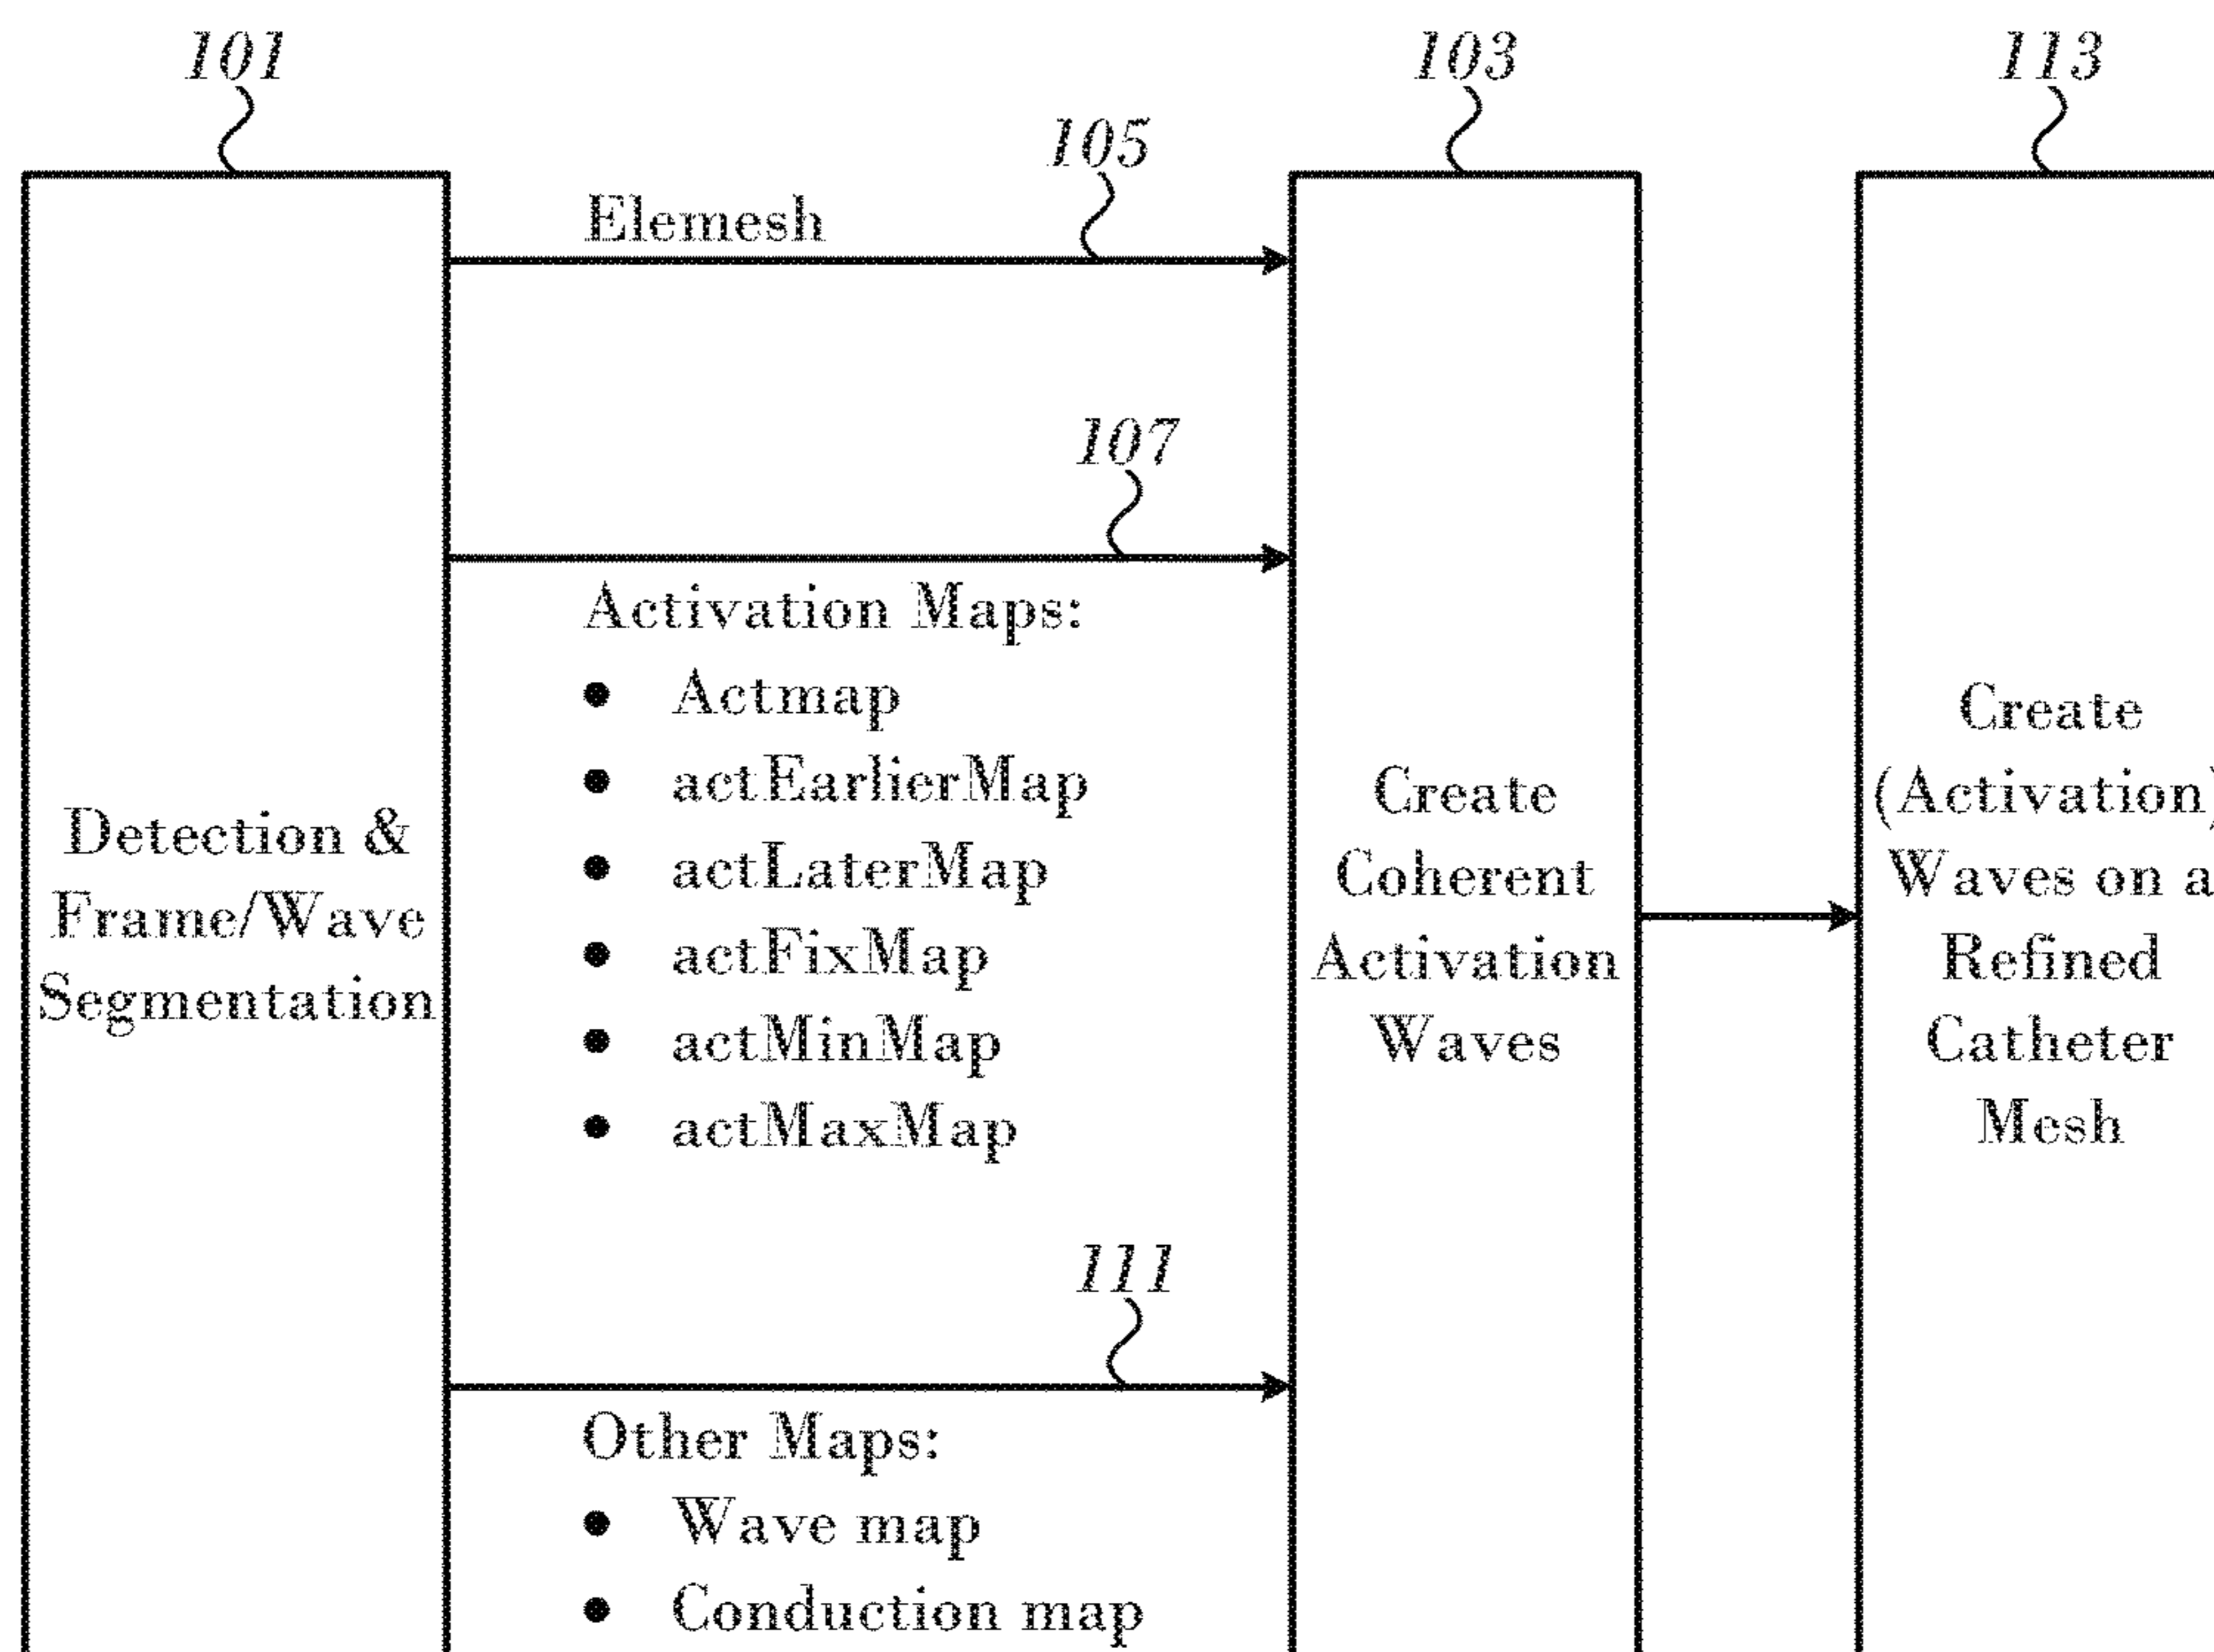 101
103
113
105
Elemesh
107
Activation Maps:
• Actmap
• actEarlierMap
• actLaterMap
• actFixMap
• actMinMap
• actMaxMap
Detection &
Frame/Wave
Segmentation
Create
Coherent
Activation
Waves
Create
(Activation)
Waves on a
Refined
Catheter
Mesh
111
Other Maps:
• Wave map
• Conduction map